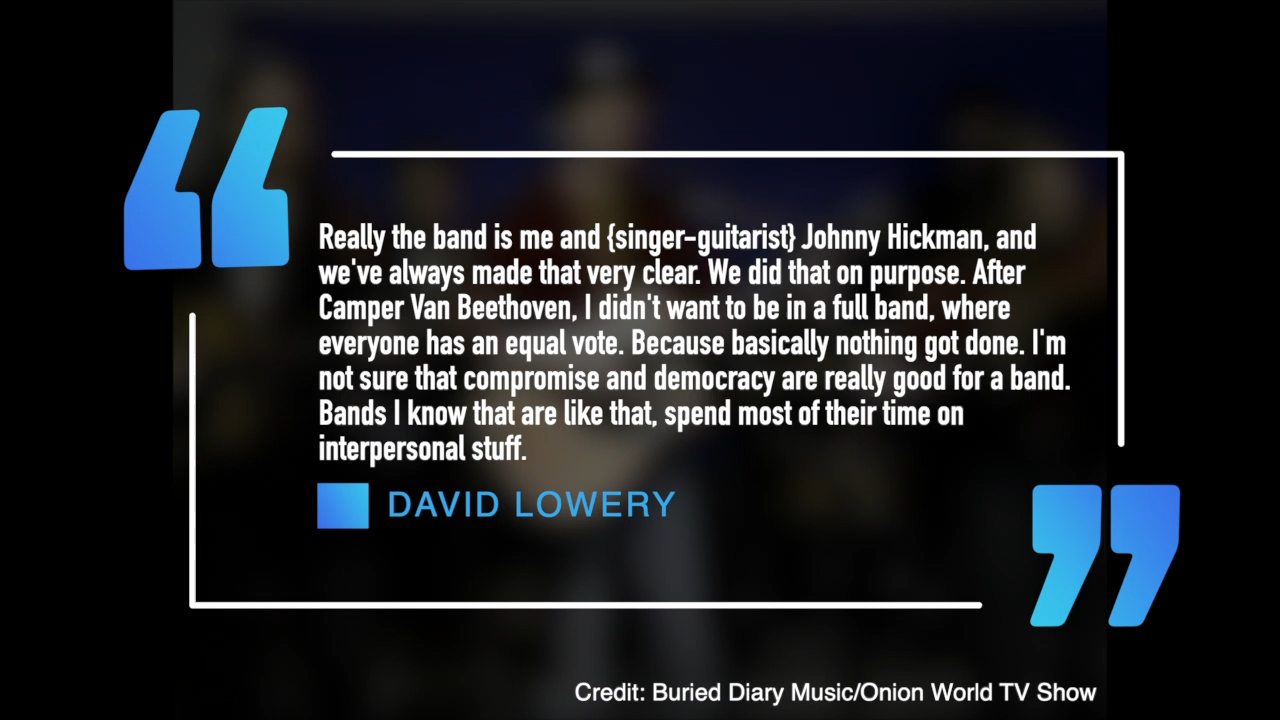 Really the band is me and {singer-guitarist} Johnny Hickman, and
we've always made that very clear. We did that on purpose. After
Camper Van Beethoven, I didn't want to be in a full band, where
everyone has an equal vote. Because basically nothing got done. I'm
not sure that compromise and democracy are really good for a band.
Bands I know that are like that, spend most of their time on
interpersonal stuff.
DAVID LOWERY
Credit: Buried Diary Music/Onion World TV Show